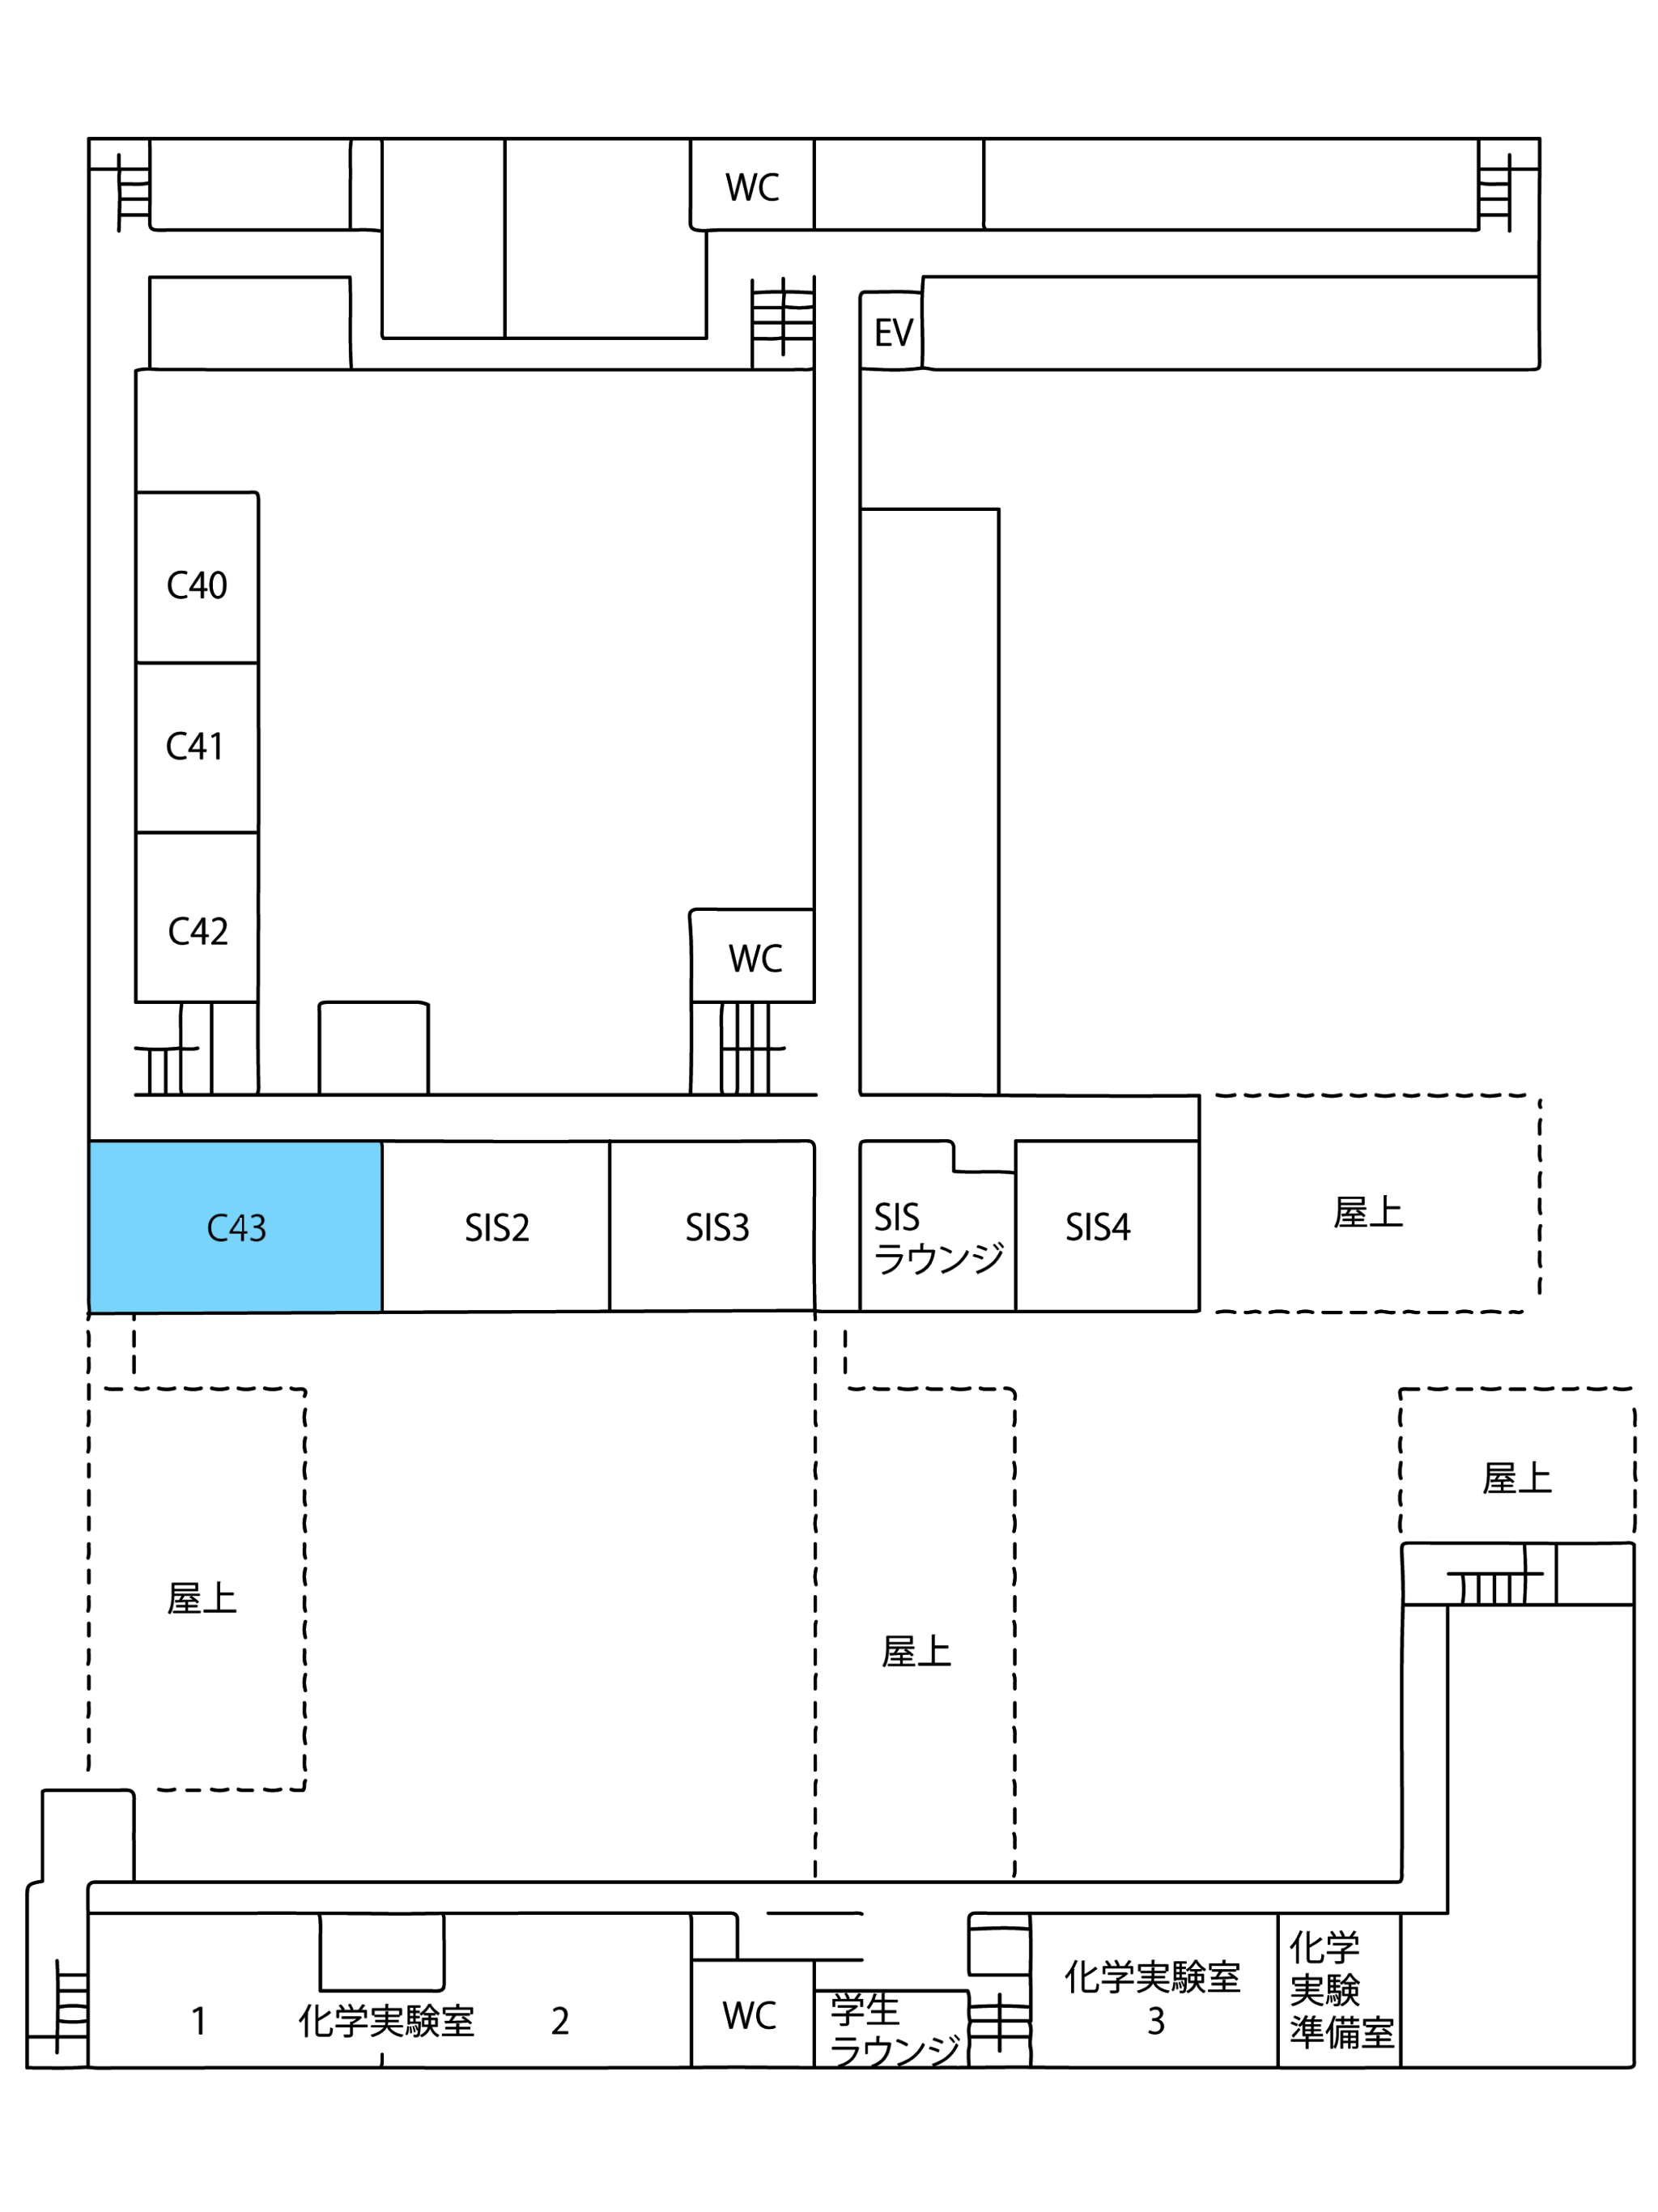 WC
EV
C40
C41
C42
WC
C43
SIS2
SIS3
SIS
ラウンジ
SIS4
屋上
屋上
屋上
屋上
1
化学実験室
2
WC
学生
ラウンジ
化学実験室
3
化学
実験
準備室